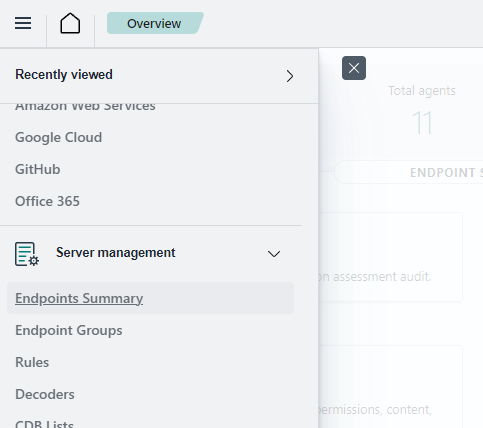 Overview
Recently viewed
Amazon Web Services
Google Cloud
GitHub
Office 365
Server management
Endpoints Summary
Endpoint Groups
Rules
Decoders
CDB Lists
Total agents
11
ENDPOINT S
on assessment audit.
permissions, content,